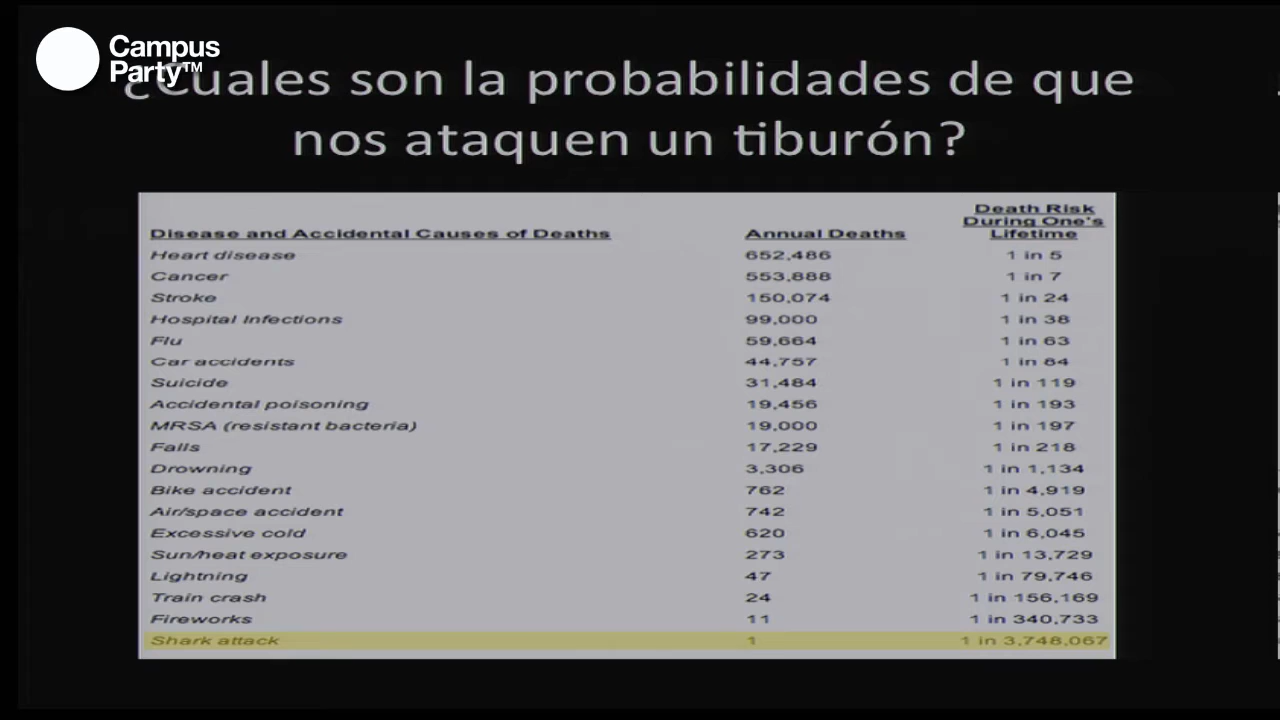 Campus
Party™
¿Cuales son la probabilidades de que
nos ataquen un tiburón?
Death Risk
During One's
Disease and Accidental Causes of Deaths Annual Deaths Lifetime
Heart disease 652,486 1 in 5
Cancer 553,888 1 in 7
Stroke 150,074 1 in 24
Hospital Infections 99,000 1 in 38
Flu 59,664 1 in 63
Car accidents 44,757 1 in 84
Suicide 31,484 1 in 119
Accidental poisoning 19,456 1 in 193
MRSA (resistant bacteria) 19,000 1 in 197
Falls 17,229 1 in 218
Drowning 3,306 1 in 1,134
Bike accident 762 1 in 4,919
Air/space accident 742 1 in 5,051
Excessive cold 620 1 in 6,045
Sun/heat exposure 273 1 in 13,729
Lightning 47 1 in 79,746
Train crash 24 1 in 156,169
Fireworks 11 1 in 340,733
Shark attack 1 1 in 3,748,067